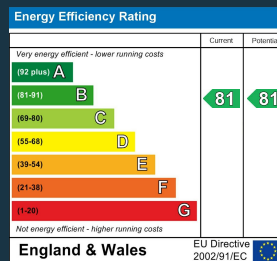 Energy Efficiency Rating
Current Potential
Very energy efficient - lower running costs
(92 plus) A
(81-91) B
81 81
(69-80) C
(55-68) D
(39-54) E
(21-38) F
(1-20) G
Not energy efficient - higher running costs
England & Wales
EU Directive
2002/91/EC